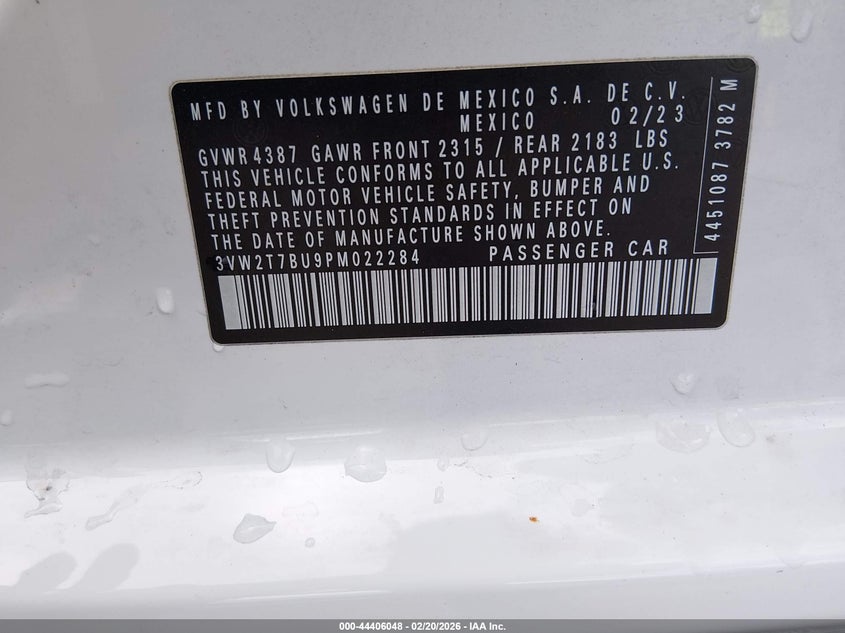 MFD BY VOLKSWAGEN DE MEXICO S.A. DE C.V.
MEXICO 02/23
GVWR 4387 GAWR FRONT 2315 / REAR 2183 LBS
THIS VEHICLE CONFORMS TO ALL APPLICABLE U.S.
FEDERAL MOTOR VEHICLE SAFETY, BUMPER AND
THEFT PREVENTION STANDARDS IN EFFECT ON
THE DATE OF MANUFACTURE SHOWN ABOVE.
3VW2T7BU9PM022284 PASSENGER CAR
4451087 3782 M
000-44406048 - 02/20/2026 - IAA Inc.